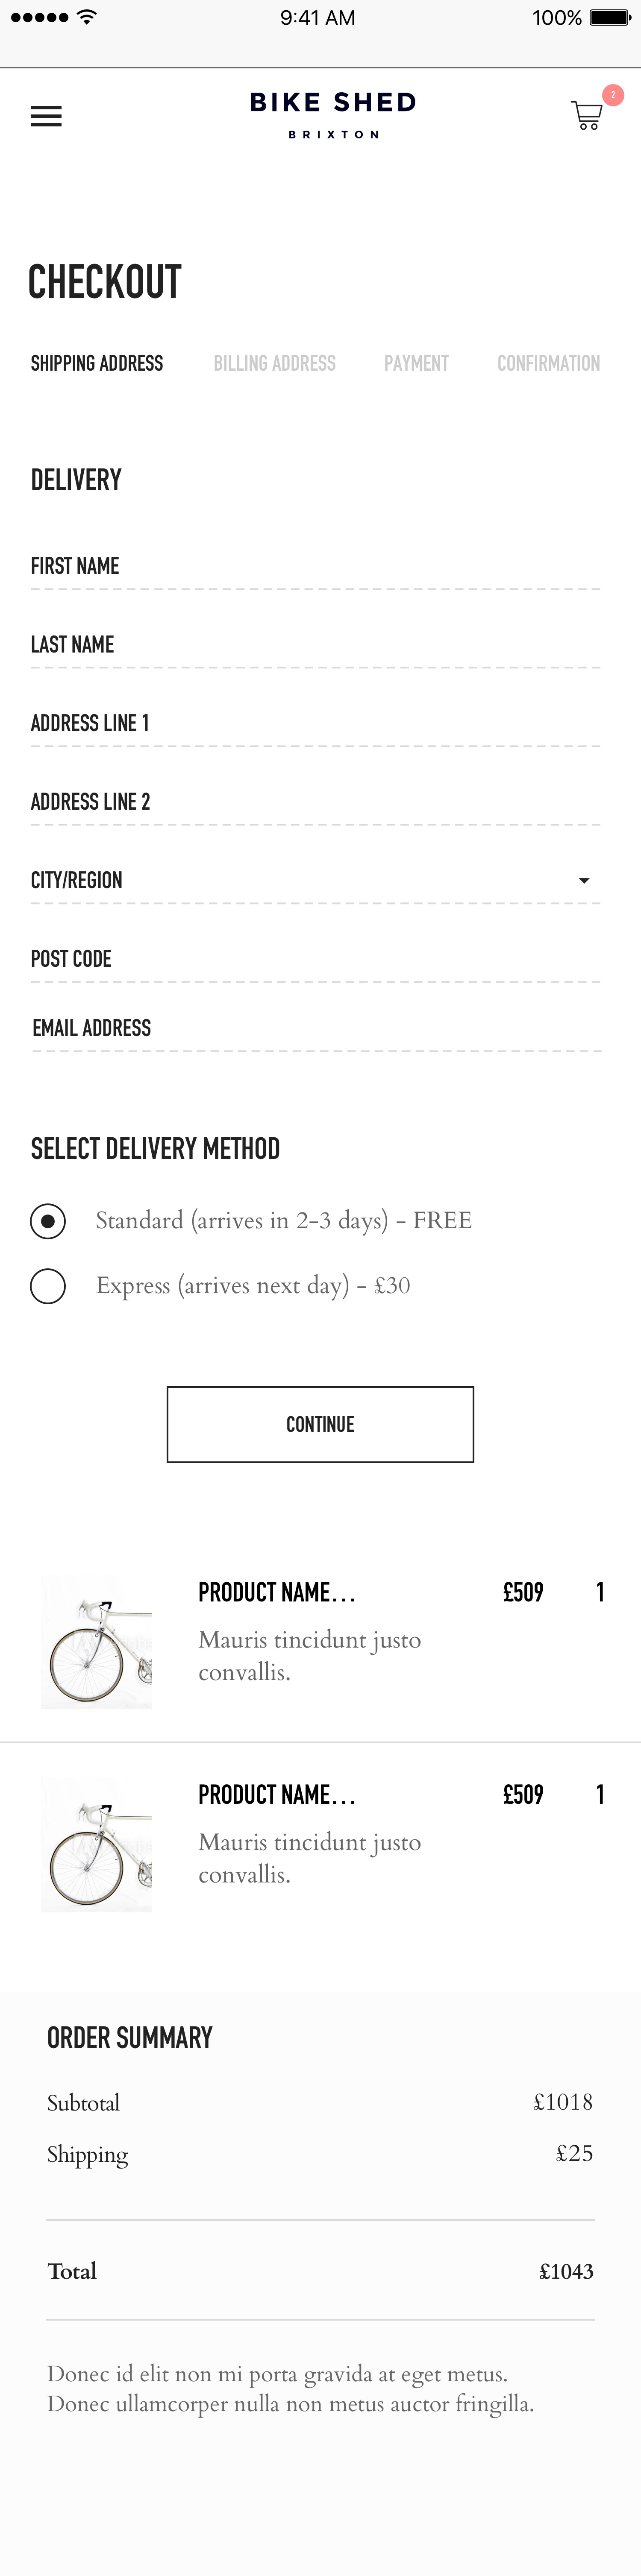 9:41 AM 100%
BIKE SHED
BRIXTON
2
CHECKOUT
SHIPPING ADDRESS BILLING ADDRESS PAYMENT CONFIRMATION
DELIVERY
FIRST NAME
LAST NAME
ADDRESS LINE 1
ADDRESS LINE 2
CITY/REGION
POST CODE
EMAIL ADDRESS
SELECT DELIVERY METHOD
Standard (arrives in 2-3 days) - FREE
Express (arrives next day) - £30
CONTINUE
PRODUCT NAME... £509 1
Mauris tincidunt justo
convallis.
PRODUCT NAME... £509 1
Mauris tincidunt justo
convallis.
ORDER SUMMARY
Subtotal £1018
Shipping £25
Total £1043
Donec id elit non mi porta gravida at eget metus.
Donec ullamcorper nulla non metus auctor fringilla.